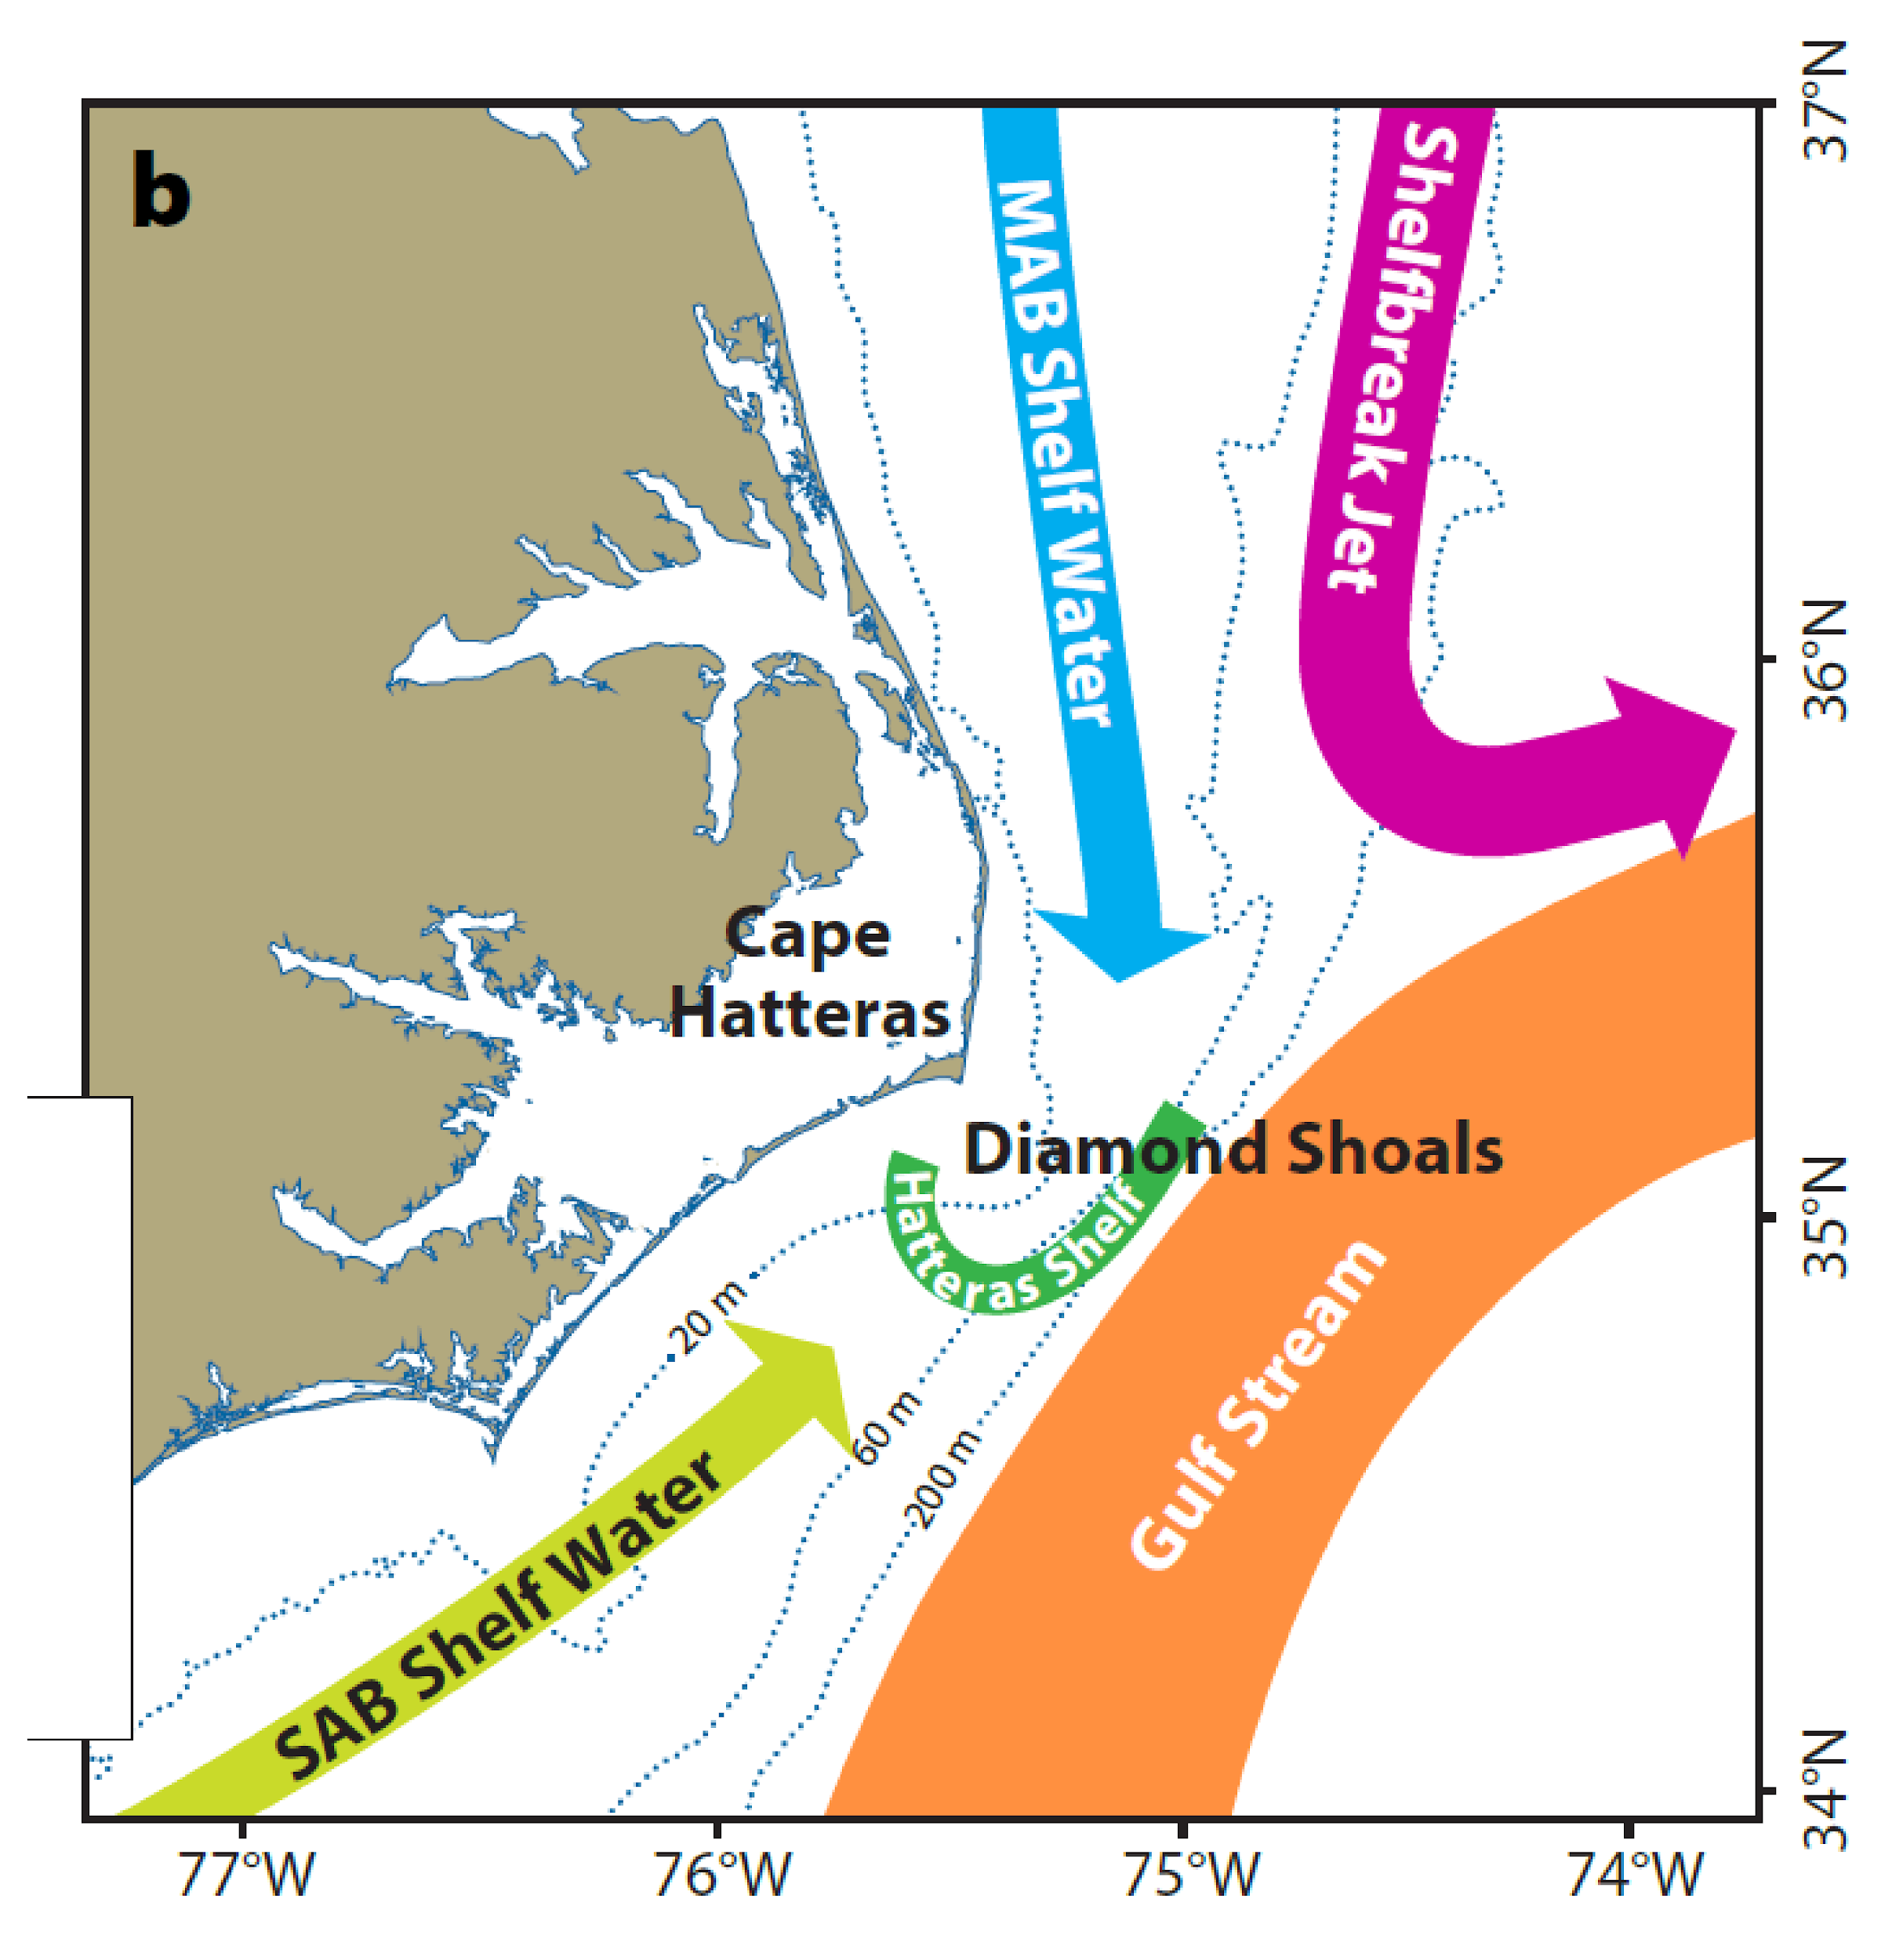 b
37°N
Shelfbreak Jet
MAB Shelf Water
36°N
Cape
Hatteras
Diamond Shoals
Hatteras Shelf
35°N
20 m
Gulf Stream
60 m
200 m
SAB Shelf Water
34°N
77°W
76°W
75°W
74°W